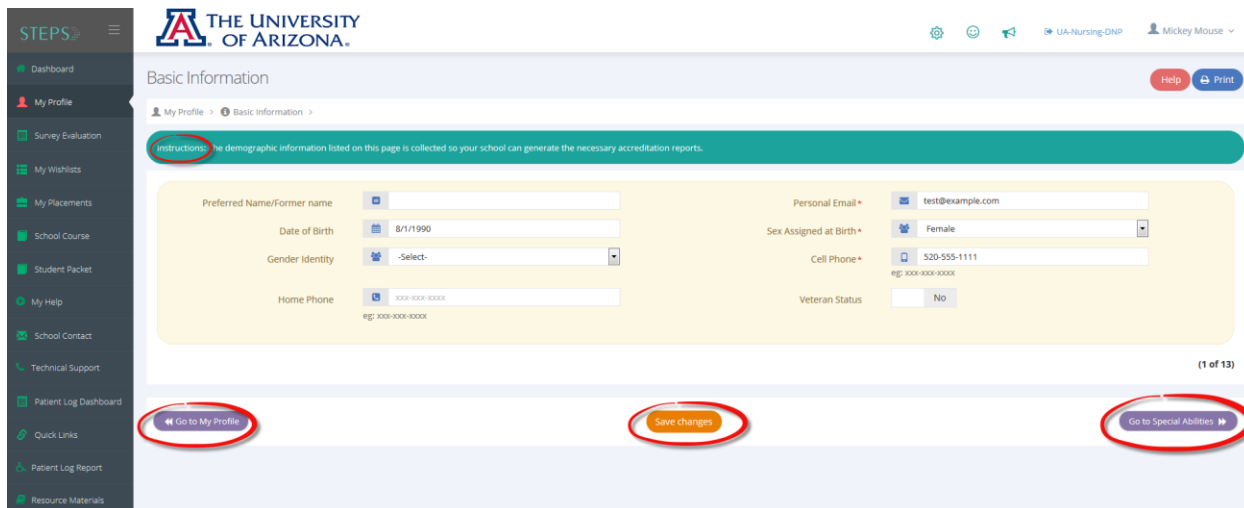 STEPS
THE UNIVERSITY
OF ARIZONA.
UA-Nursing-DNP
Mickey Mouse
Dashboard
My Profile
Survey Evaluation
My Wishlists
My Placements
School Course
Student Packet
My Help
School Contact
Technical Support
Patient Log Dashboard
Quick Links
Patient Log Report
Resource Materials
Basic Information
Help
Print
My Profile > Basic Information >
Instructions: The demographic information listed on this page is collected so your school can generate the necessary accreditation reports.
Preferred Name/Former name
Personal Email* test@example.com
Date of Birth 8/1/1990
Sex Assigned at Birth* Female
Gender Identity -Select-
Cell Phone* 520-555-1111
eg: xxx-xxx-xxxx
Home Phone xxx-xxx-xxxx
eg: xxx-xxx-xxxx
Veteran Status No
(1 of 13)
Go to My Profile
Save changes
Go to Special Abilities